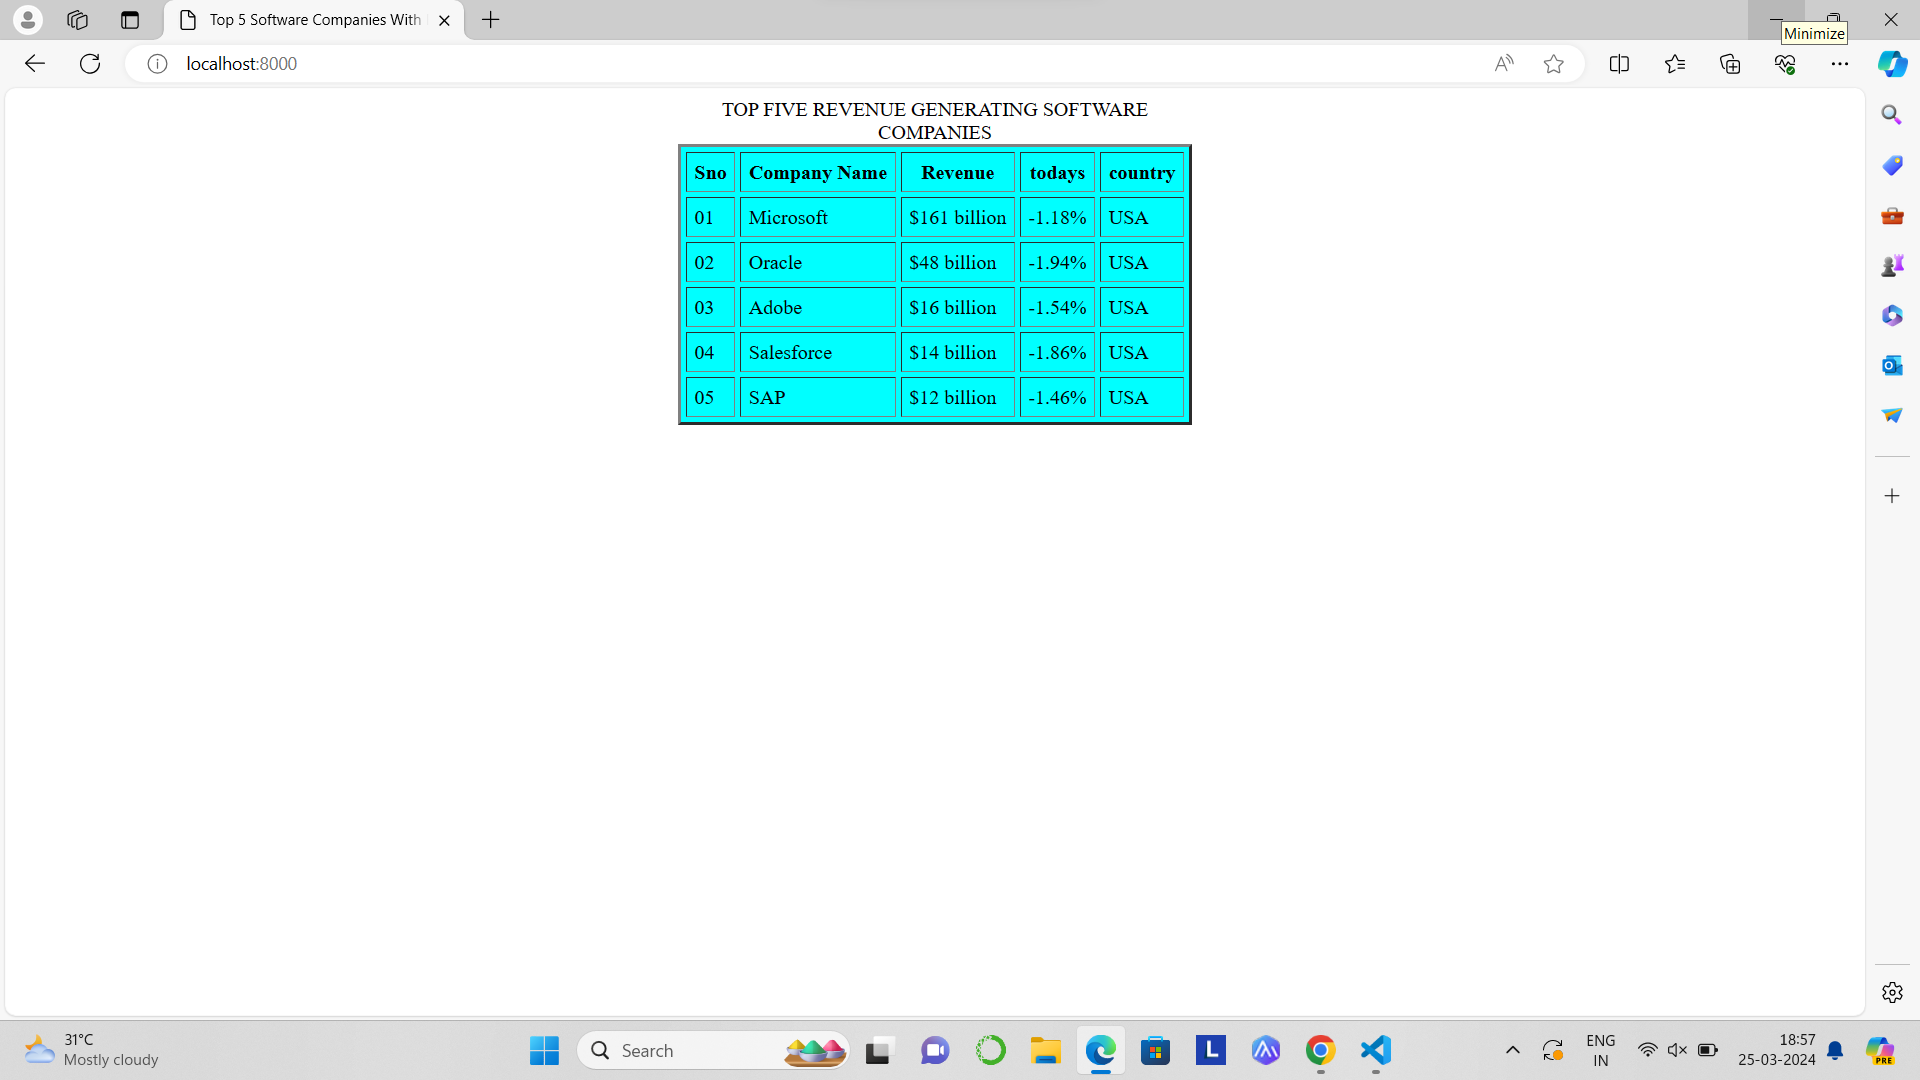 Top 5 Software Companies With
Minimize
localhost:8000
TOP FIVE REVENUE GENERATING SOFTWARE
COMPANIES
Sno Company Name Revenue todays country
01 Microsoft $161 billion -1.18% USA
02 Oracle $48 billion -1.94% USA
03 Adobe $16 billion -1.54% USA
04 Salesforce $14 billion -1.86% USA
05 SAP $12 billion -1.46% USA
31°C
Mostly cloudy
Search
L
ENG
IN
18:57
25-03-2024
PRE